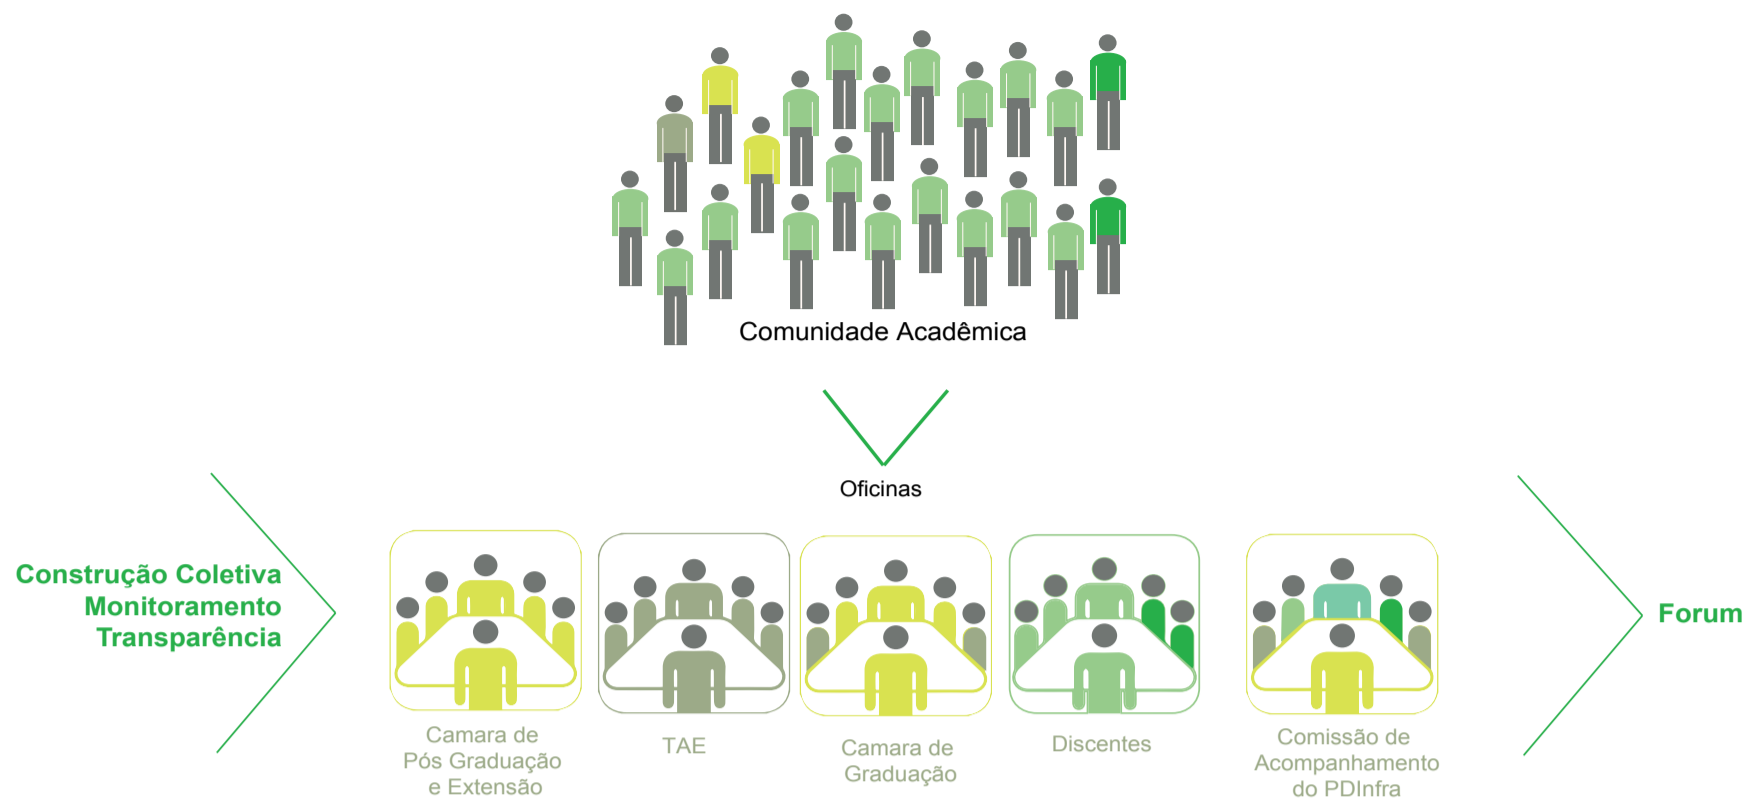 Comunidade Acadêmica
Oficinas
Construção Coletiva
Monitoramento
Transparência
Forum
Camara de
Pós Graduação
e Extensão
TAE
Camara de
Graduação
Discentes
Comissão de
Acompanhamento
do PDInfra